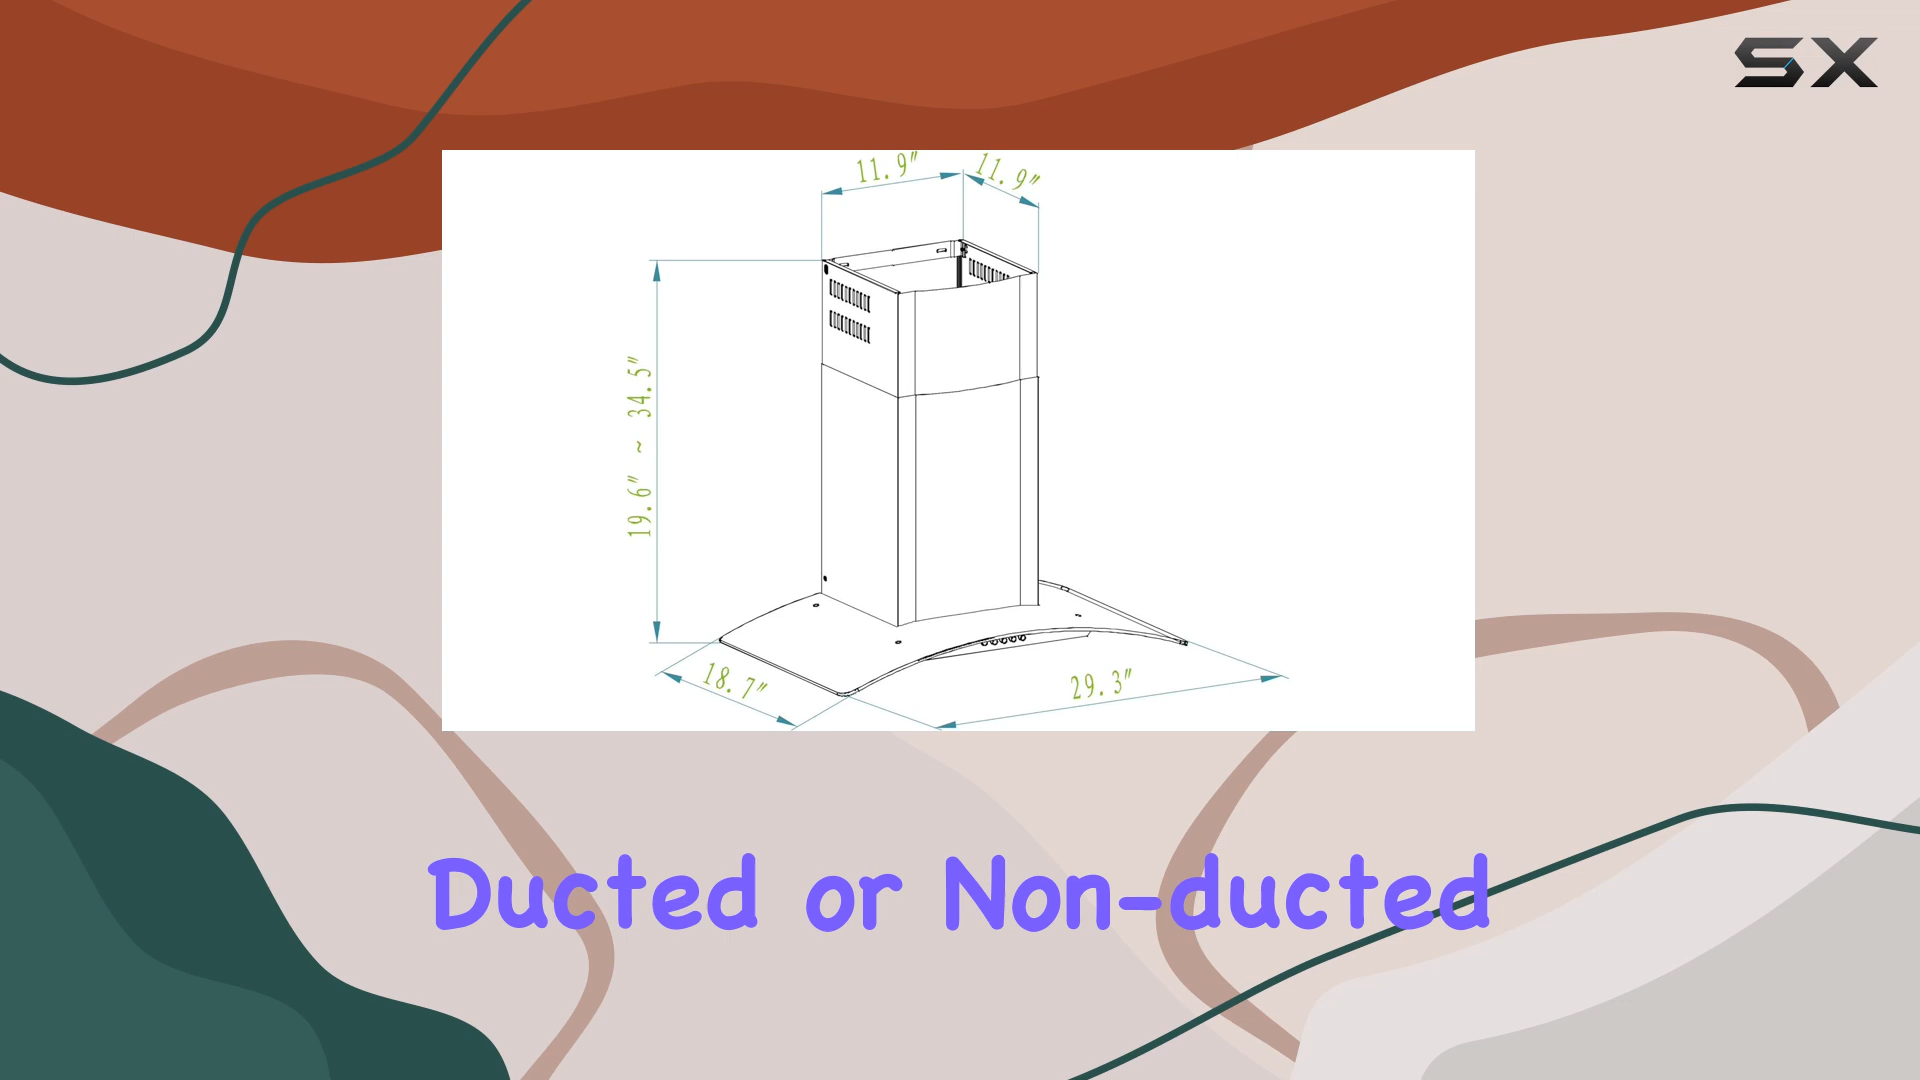 SX
11.9"
11.9"
19.6" ~ 34.5"
18.7"
29.3"
Ducted or Non-ducted